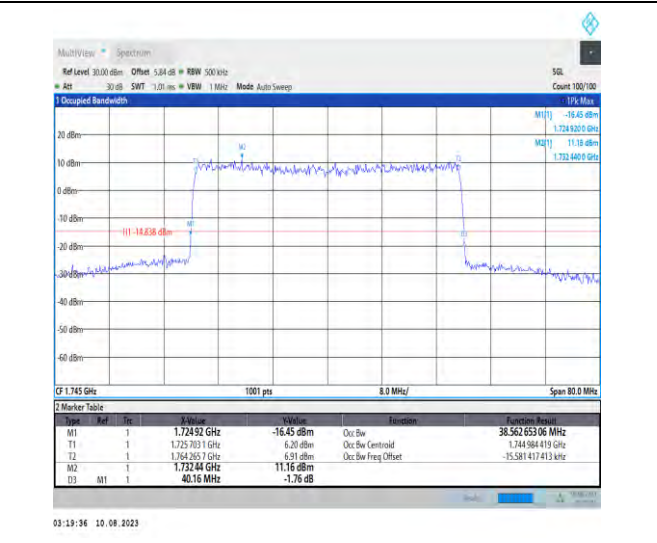 MultiView Spectrum
Ref Level 30.00 dBm Offset 5.84 dB RBW 500 kHz SGL
Att 30 dB SWT 1.01 ms VBW 1 MHz Mode Auto Sweep Count 100/100
1 Occupied Bandwidth 1Pk Max
M1[1] -16.45 dBm
1.724 920 0 GHz
M2[1] 11.18 dBm
1.732 440 0 GHz
20 dBm
M2
T1
10 dBm
0 dBm
-10 dBm
M1
H1 -14.838 dBm
D3
-20 dBm
-30 dBm
-40 dBm
-50 dBm
-60 dBm
CF 1.745 GHz 1001 pts 8.0 MHz/ Span 80.0 MHz
2 Marker Table
Type Ref Trc X-Value Y-Value Function Function Result
M1 1 1.724 92 GHz -16.45 dBm Occ Bw 38.562 653 06 MHz
T1 1 1.725 703 1 GHz 6.20 dBm Occ Bw Centroid 1.744 984 419 GHz
T2 1 1.764 265 7 GHz 6.91 dBm Occ Bw Freq Offset -15.581 417 413 kHz
M2 1 1.732 44 GHz 11.16 dBm
D3 M1 1 40.16 MHz -1.76 dB
03:19:36 10.08.2023